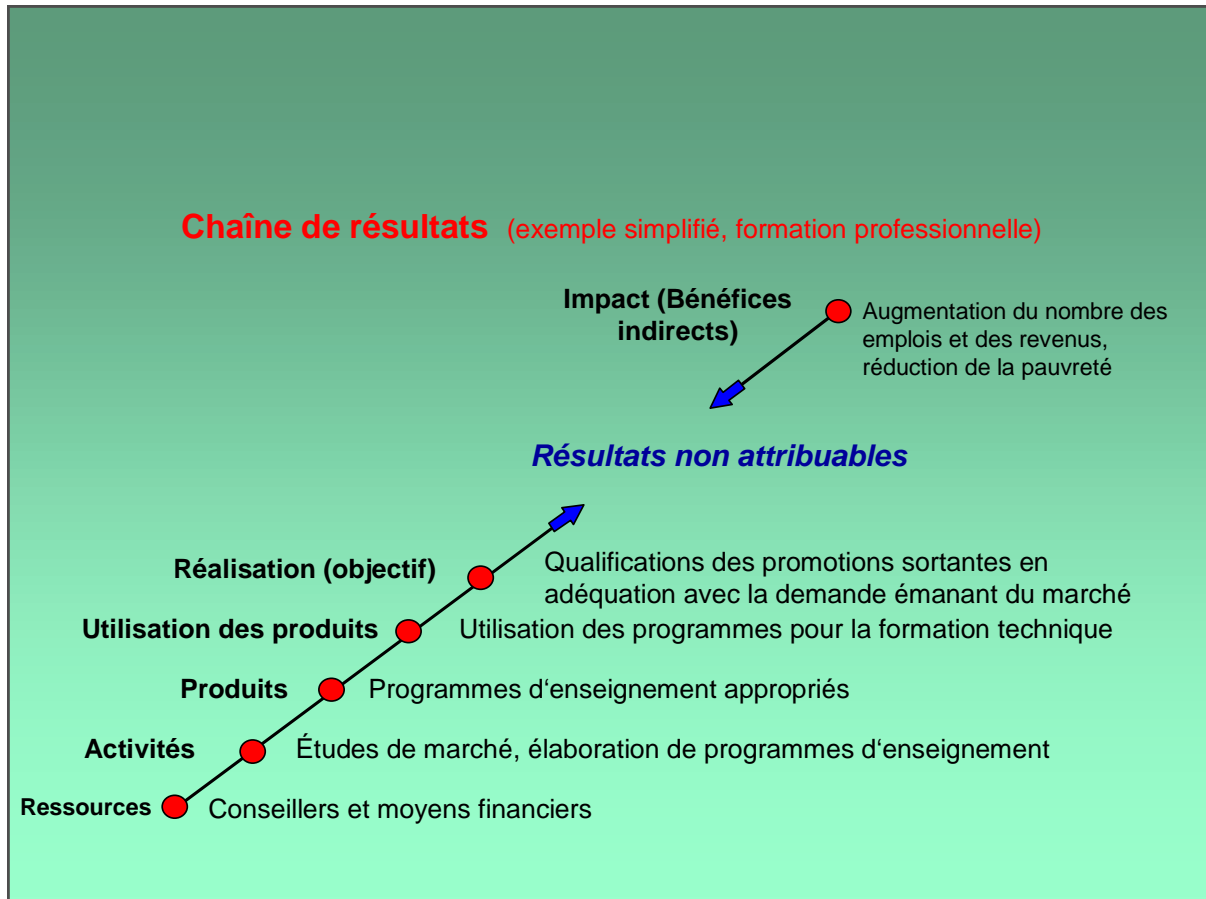 Chaîne de résultats (exemple simplifié, formation professionnelle)
Impact (Bénéfices
indirects)
Augmentation du nombre des
emplois et des revenus,
réduction de la pauvreté
Résultats non attribuables
Réalisation (objectif)
Qualifications des promotions sortantes en
adéquation avec la demande émanant du marché
Utilisation des produits
Utilisation des programmes pour la formation technique
Produits
Programmes d‘enseignement appropriés
Activités
Études de marché, élaboration de programmes d‘enseignement
Ressources
Conseillers et moyens financiers